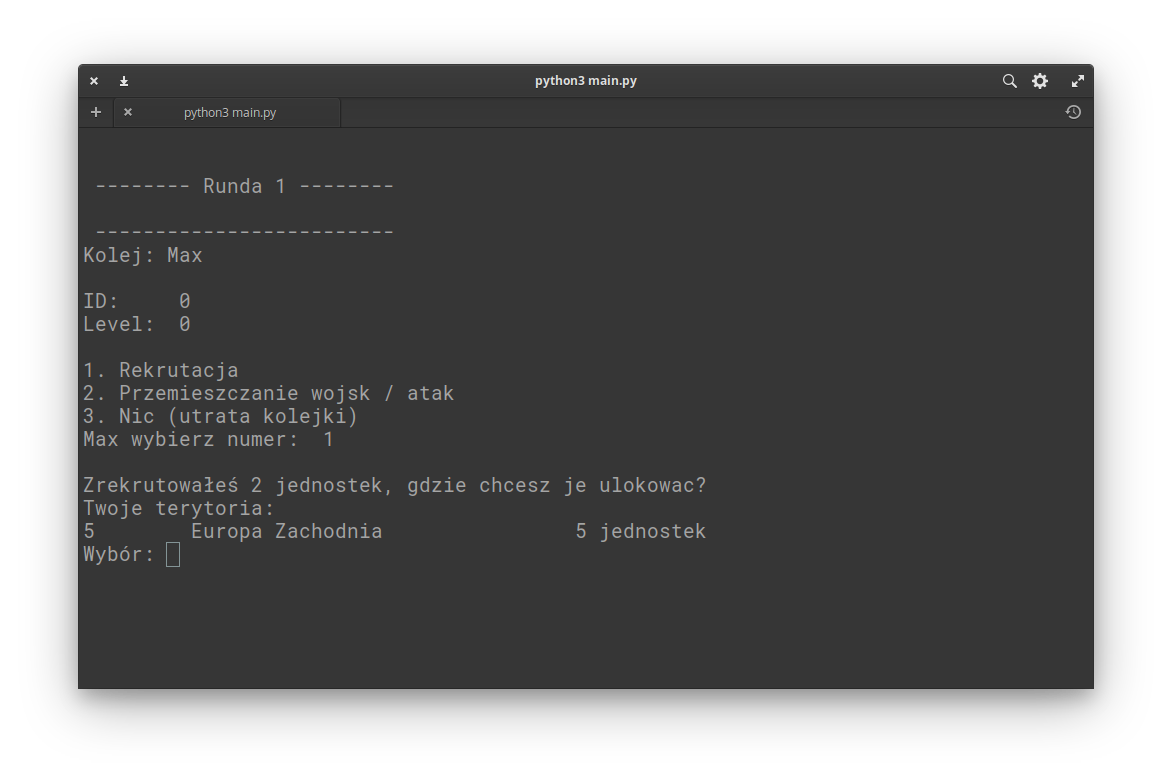 python3 main.py
python3 main.py
-------- Runda 1 --------
-------------------------
Kolej: Max
ID:     0
Level:  0
1. Rekrutacja
2. Przemieszczanie wojsk / atak
3. Nic (utrata kolejki)
Max wybierz numer:  1
Zrekrutowałeś 2 jednostek, gdzie chcesz je ulokowac?
Twoje terytoria:
5        Europa Zachodnia                5 jednostek
Wybór: